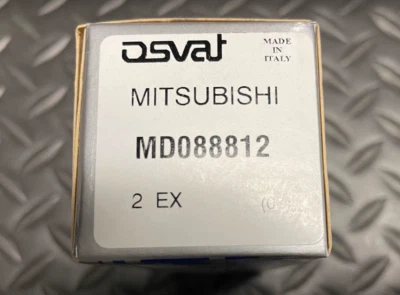 OSVAT
MADE
IN
ITALY
MITSUBISHI
MD088812
2 EX